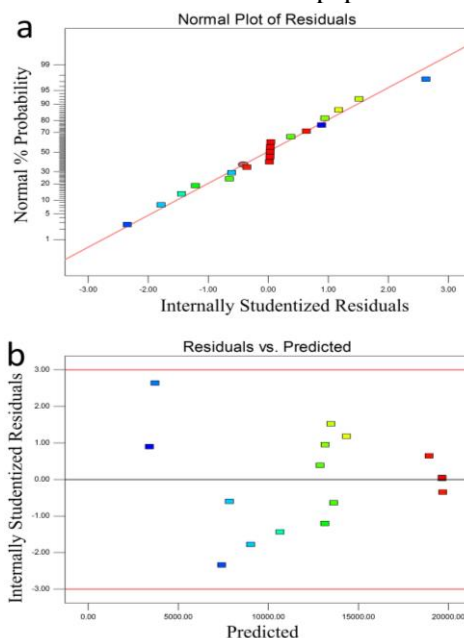 a
Normal Plot of Residuals
Normal % Probability
99
95
90
80
70
50
30
20
10
5
1
-3.00 -2.00 -1.00 0.00 1.00 2.00 3.00
Internally Studentized Residuals
b
Residuals vs. Predicted
Internally Studentized Residuals
3.00
2.00
1.00
0.00
-1.00
-2.00
-3.00
0.00 5000.00 10000.00 15000.00 20000.00
Predicted